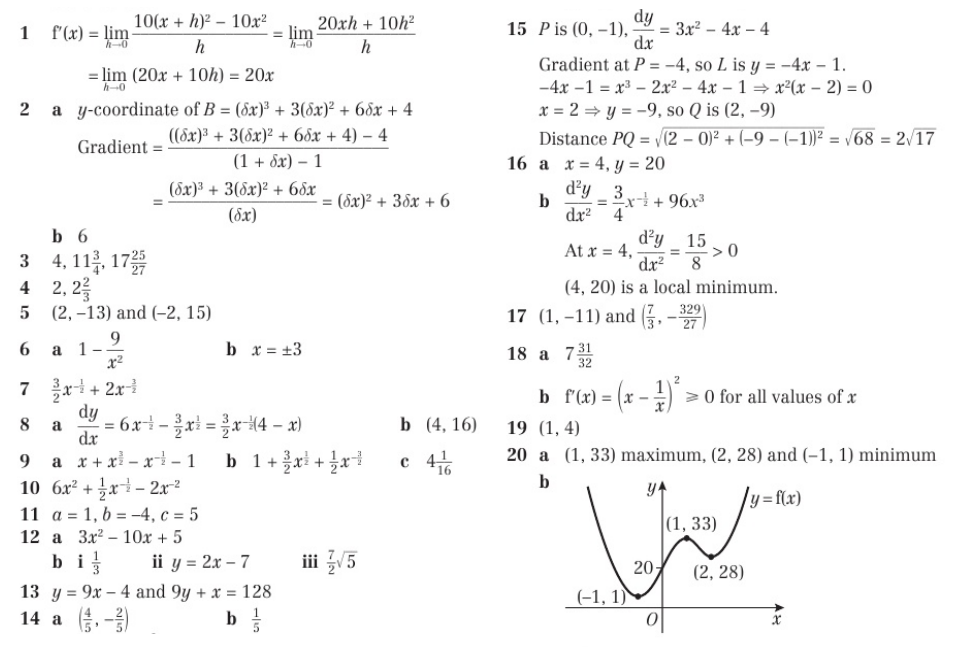 1 f′(x) = lim h→0 (10(x + h)² − 10x²)/h = lim h→0 (20xh + 10h²)/h
= lim h→0 (20x + 10h) = 20x
2 a y-coordinate of B = (δx)³ + 3(δx)² + 6δx + 4
Gradient = (((δx)³ + 3(δx)² + 6δx + 4) − 4)/((1 + δx) − 1)
= ((δx)³ + 3(δx)² + 6δx)/(δx) = (δx)² + 3δx + 6
b 6
3 4, 11 3/4, 17 25/27
4 2, 2 2/3
5 (2, −13) and (−2, 15)
6 a 1 − 9/x² b x = ±3
7 3/2 x^(−1/2) + 2x^(−3/2)
8 a dy/dx = 6x^(−1/2) − 3/2 x^(1/2) = 3/2 x^(−1/2)(4 − x) b (4, 16)
9 a x + x^(3/2) − x^(−1/2) − 1 b 1 + 3/2 x^(1/2) + 1/2 x^(−3/2) c 4 1/16
10 6x² + 1/2 x^(−1/2) − 2x⁻²
11 a = 1, b = −4, c = 5
12 a 3x² − 10x + 5
b i 1/3 ii y = 2x − 7 iii 7/2 √5
13 y = 9x − 4 and 9y + x = 128
14 a (4/5, −2/5) b 1/5
15 P is (0, −1), dy/dx = 3x² − 4x − 4
Gradient at P = −4, so L is y = −4x − 1.
−4x −1 = x³ − 2x² − 4x − 1 ⇒ x²(x − 2) = 0
x = 2 ⇒ y = −9, so Q is (2, −9)
Distance PQ = √((2 − 0)² + (−9 − (−1))²) = √68 = 2√17
16 a x = 4, y = 20
b d²y/dx² = 3/4 x^(−1/2) + 96x³
At x = 4, d²y/dx² = 15/8 > 0
(4, 20) is a local minimum.
17 (1, −11) and (7/3, −329/27)
18 a 7 31/32
b f′(x) = (x − 1/x)² ⩾ 0 for all values of x
19 (1, 4)
20 a (1, 33) maximum, (2, 28) and (−1, 1) minimum
b
y
y = f(x)
(1, 33)
20
(2, 28)
(−1, 1)
O
x